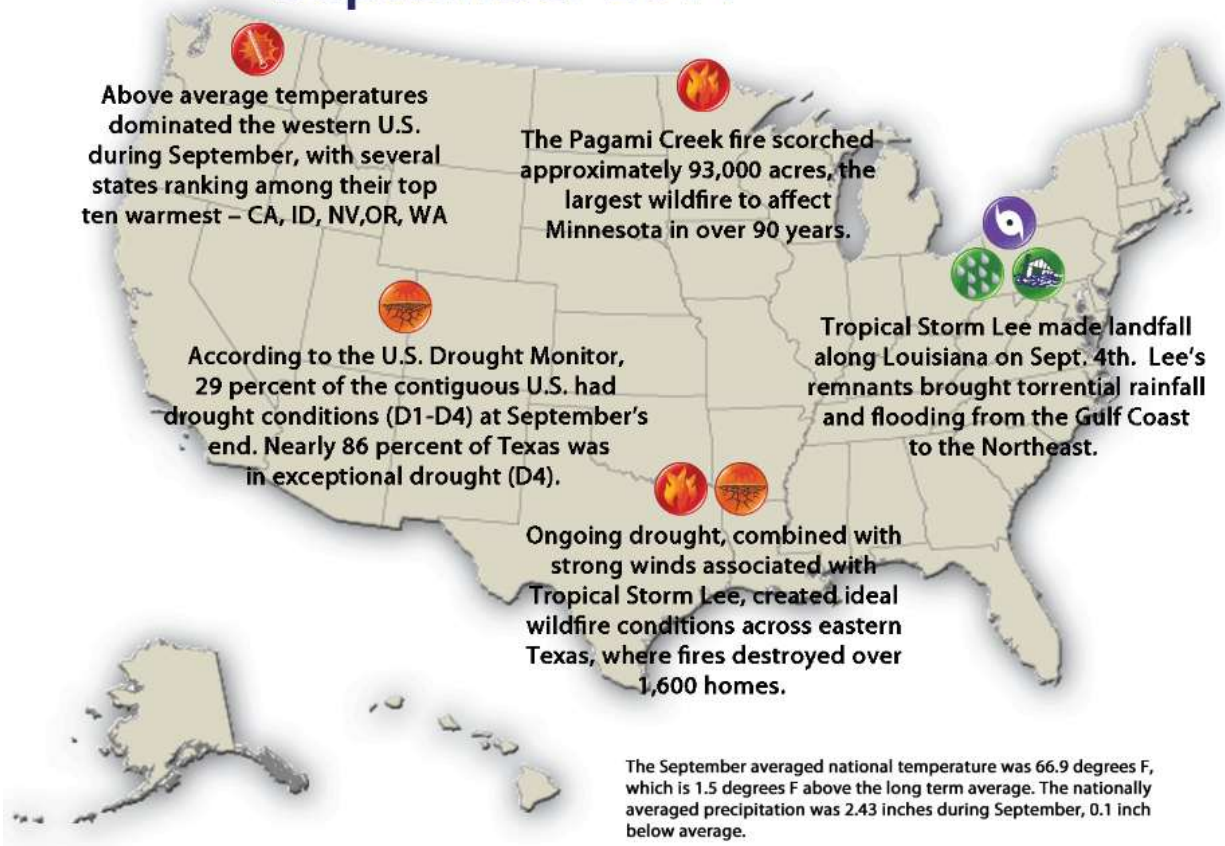 Above average temperatures
dominated the western U.S.
during September, with several
states ranking among their top
ten warmest – CA, ID, NV,OR, WA
The Pagami Creek fire scorched
approximately 93,000 acres, the
largest wildfire to affect
Minnesota in over 90 years.
Tropical Storm Lee made landfall
along Louisiana on Sept. 4th. Lee's
remnants brought torrential rainfall
and flooding from the Gulf Coast
to the Northeast.
According to the U.S. Drought Monitor,
29 percent of the contiguous U.S. had
drought conditions (D1-D4) at September's
end. Nearly 86 percent of Texas was
in exceptional drought (D4).
Ongoing drought, combined with
strong winds associated with
Tropical Storm Lee, created ideal
wildfire conditions across eastern
Texas, where fires destroyed over
1,600 homes.
The September averaged national temperature was 66.9 degrees F,
which is 1.5 degrees F above the long term average. The nationally
averaged precipitation was 2.43 inches during September, 0.1 inch
below average.